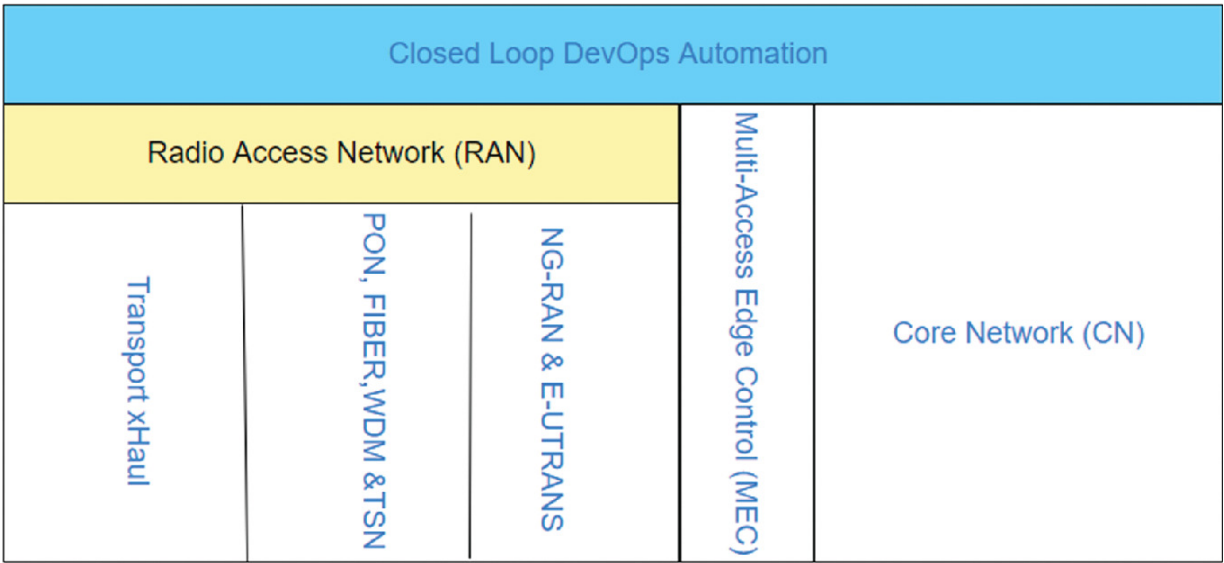 Closed Loop DevOps Automation
Radio Access Network (RAN)
Transport xHaul
PON, FIBER,WDM &TSN
NG-RAN & E-UTRANS
Multi-Access Edge Control (MEC)
Core Network (CN)